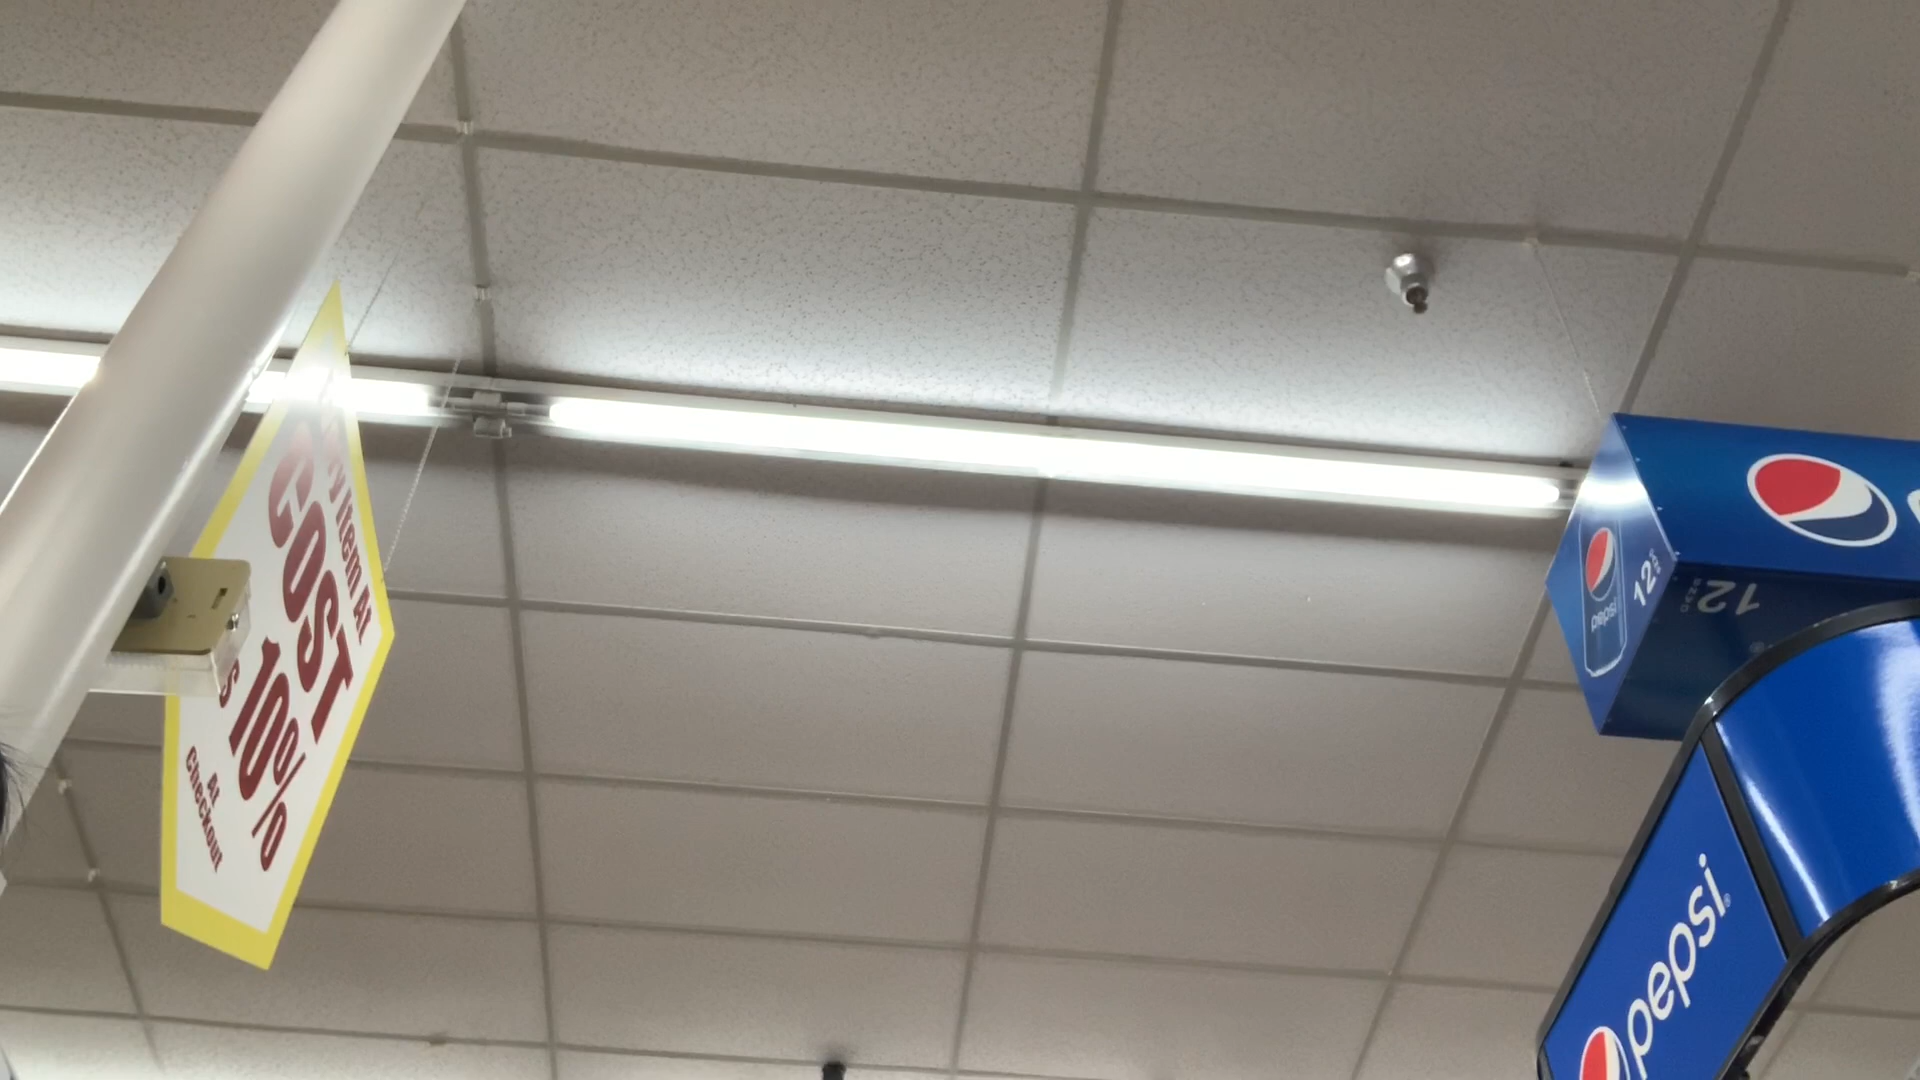 Item At
COST
10%
At
Checkout
pepsi
12
12
pepsi